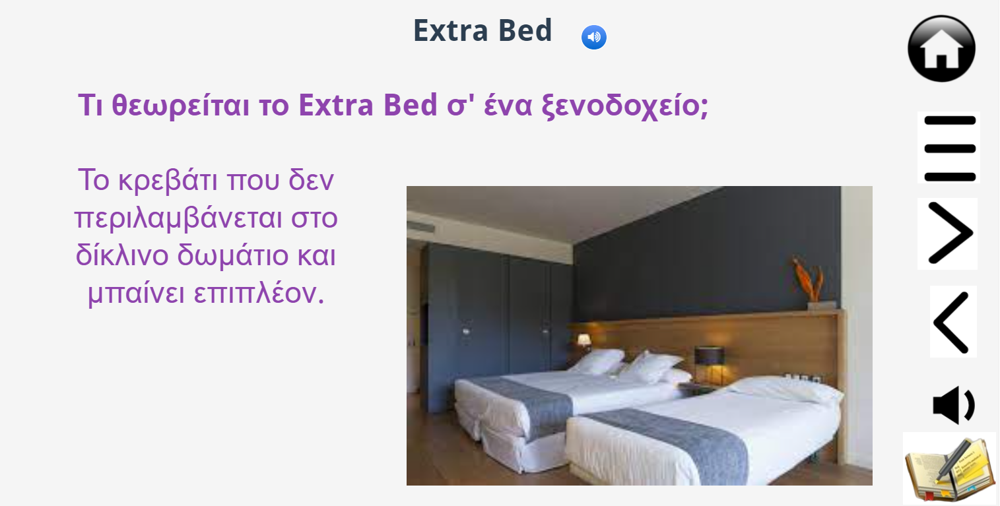 Extra Bed
Τι θεωρείται το Extra Bed σ' ένα ξενοδοχείο;
Το κρεβάτι που δεν
περιλαμβάνεται στο
δίκλινο δωμάτιο και
μπαίνει επιπλέον.